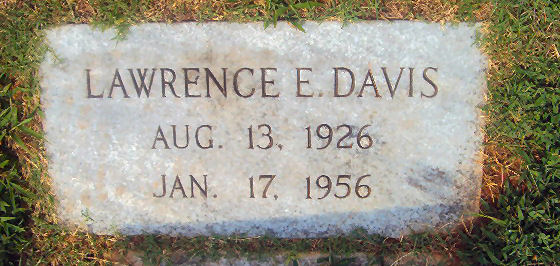 LAWRENCE E. DAVIS
AUG. 13, 1926
JAN. 17, 1956